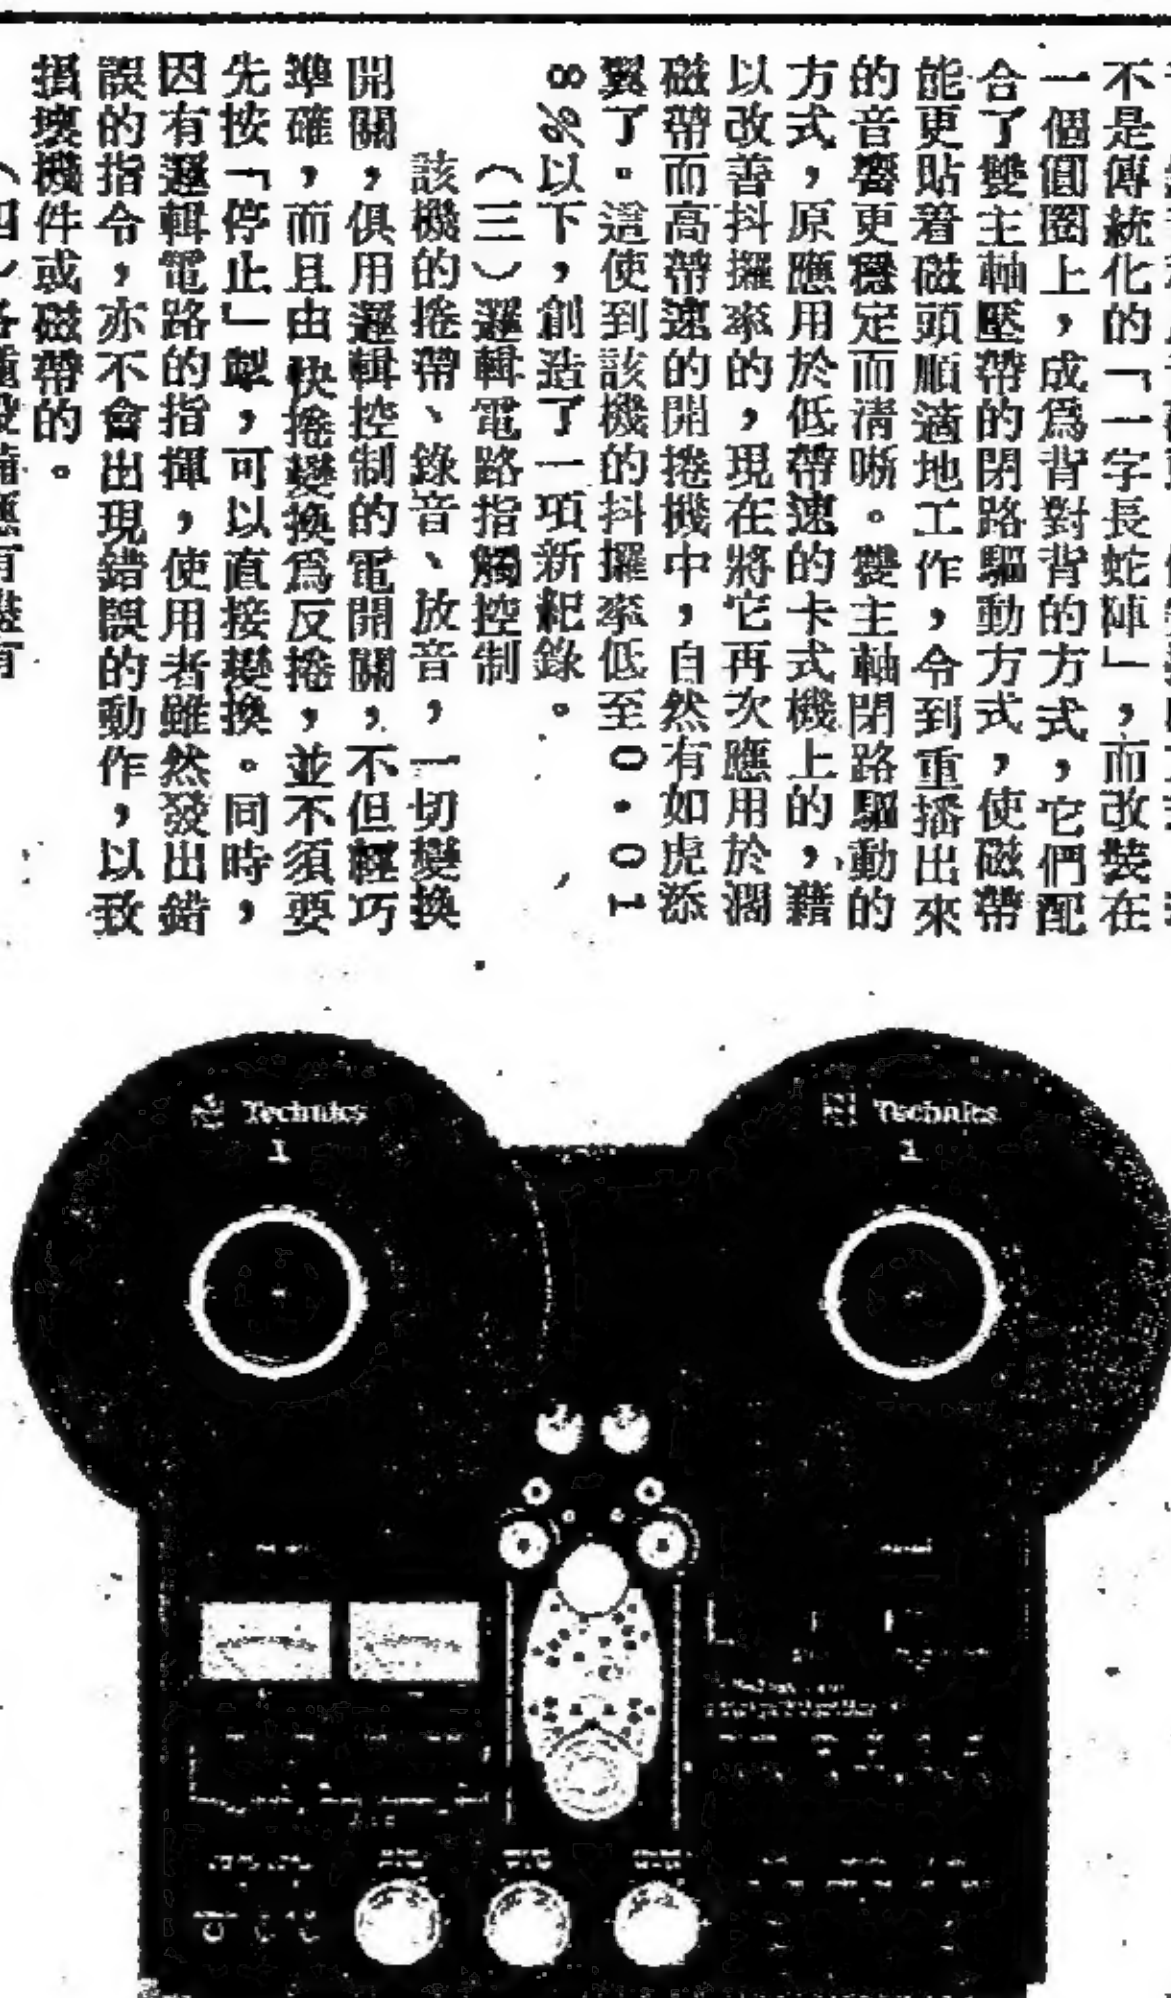 不是傳統化的「一字長蛇陣」，而改裝在
一個圓圈上，成為背對背的方式，它們配
合了雙主軸壓帶的閉路驅動方式，使磁帶
能更貼着磁頭順適地工作，令到重播出來
的音響更穩定而清晰。雙主軸閉路驅動的
方式，原應用於低帶速的卡式機上的，藉
以改善抖擺率的，現在將它再次應用於濶
磁帶而高帶速的開捲機中，自然有如虎添
翼了。這使到該機的抖擺率低至0.01
8%以下，創造了一項新紀錄。
（三）邏輯電路指觸控制
該機的捲帶、錄音、放音，一切變換
開關，俱用邏輯控制的電開關，不但輕巧
準確，而且由快捲變換為反捲，並不須要
先按「停止」掣，可以直接變換。同時，
因有邏輯電路的指揮，使用者雖然發出錯
誤的指令，亦不會出現錯誤的動作，以致
損壞機件或磁帶的。
Technics
1
Technics
1